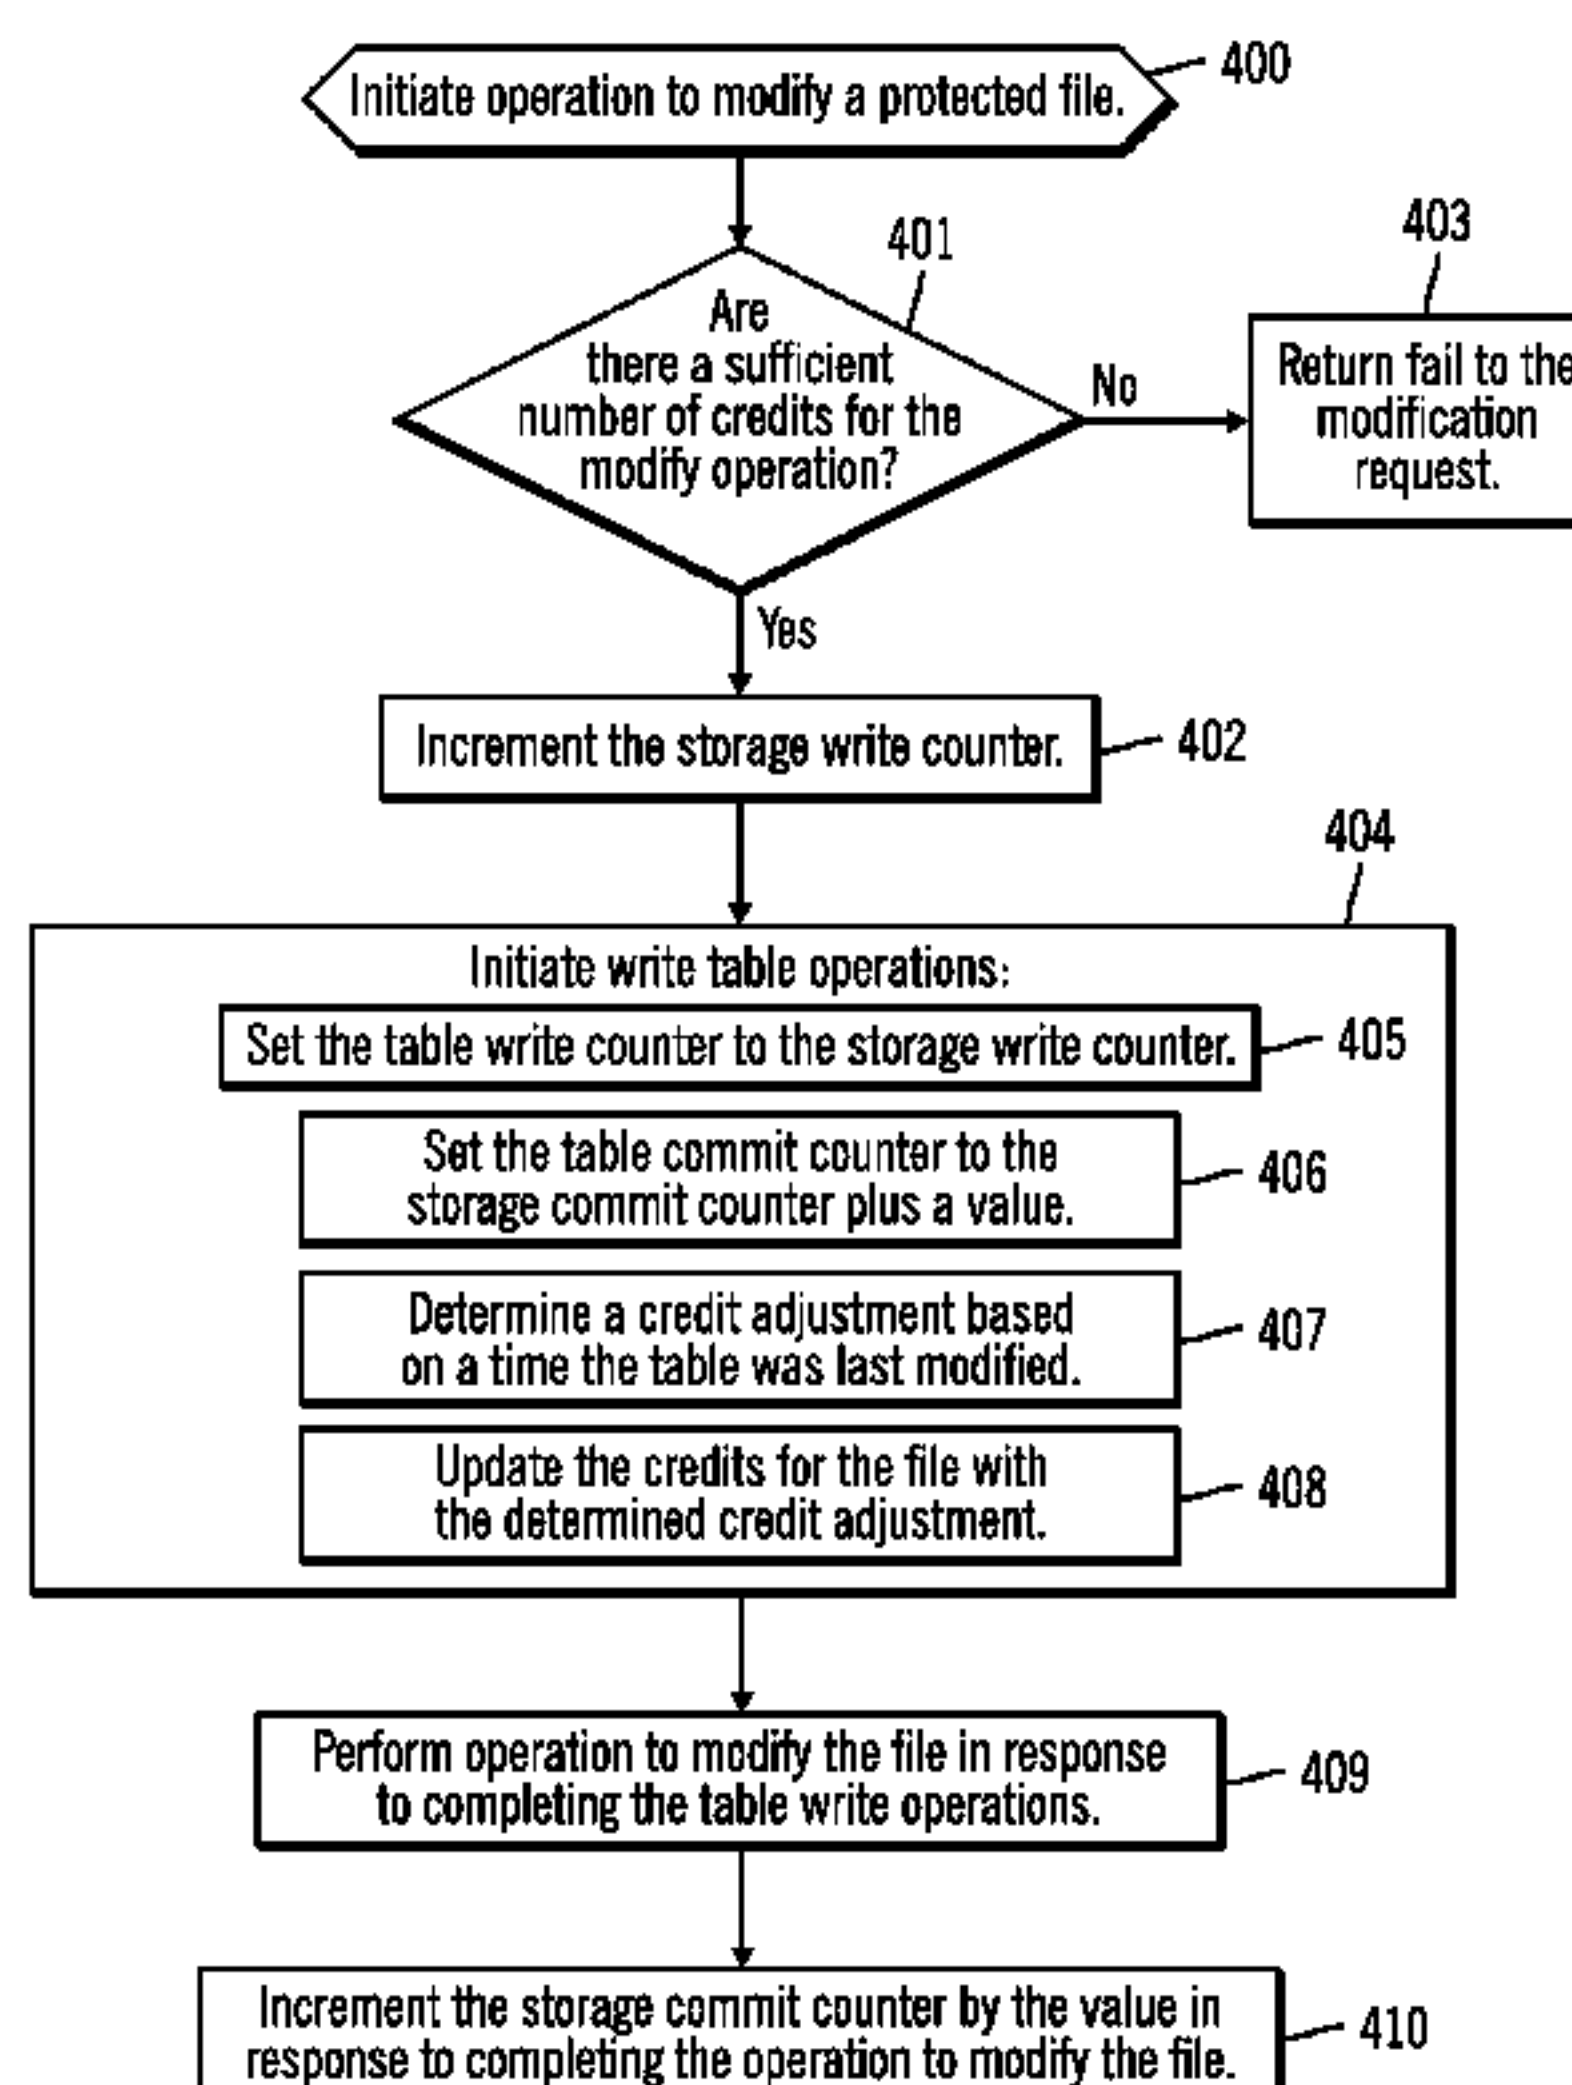 Initiate operation to modify a protected file.
400
401
403
Are
there a sufficient
number of credits for the
modify operation?
No
Return fail to the
modification
request.
Yes
Increment the storage write counter.
402
404
Initiate write table operations:
Set the table write counter to the storage write counter.
405
Set the table commit counter to the
storage commit counter plus a value.
406
Determine a credit adjustment based
on a time the table was last modified.
407
Update the credits for the file with
the determined credit adjustment.
408
Perform operation to modify the file in response
to completing the table write operations.
409
Increment the storage commit counter by the value in
response to completing the operation to modify the file.
410